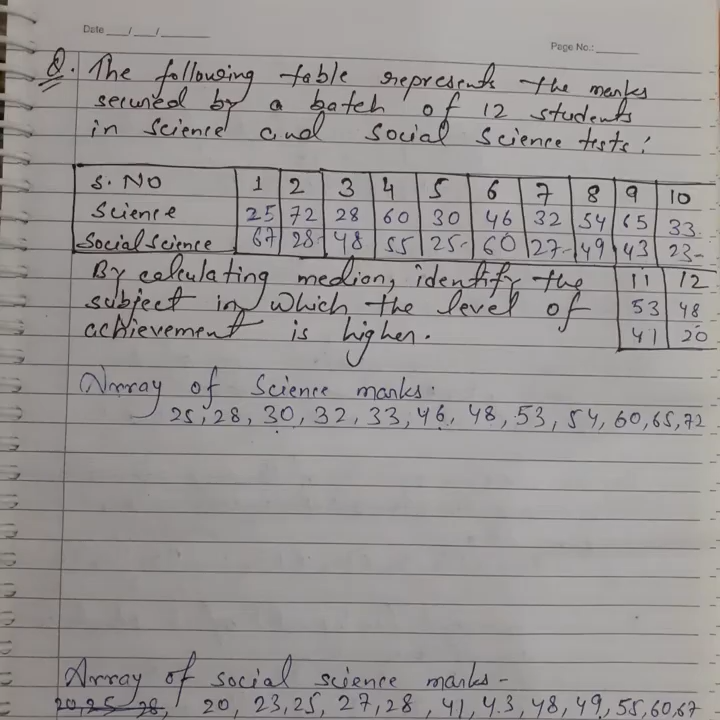 Date ___/___/______
Page No.: ______
Q. The following table represents the marks
secured by a batch of 12 students
in science and social science tests:
S. NO 1 2 3 4 5 6 7 8 9 10
Science 25 72 28 60 30 46 32 54 65 33
Social science 67 28 48 55 25 60 27 49 43 23
By calculating median, identify the 11 12
subject in which the level of 53 48
achievement is higher. 41 20
Array of Science marks.
25, 28, 30, 32, 33, 46, 48, 53, 54, 60, 65, 72
Array of social science marks -
20, 25 28, 20, 23, 25, 27, 28, 41, 43, 48, 49, 55, 60, 67